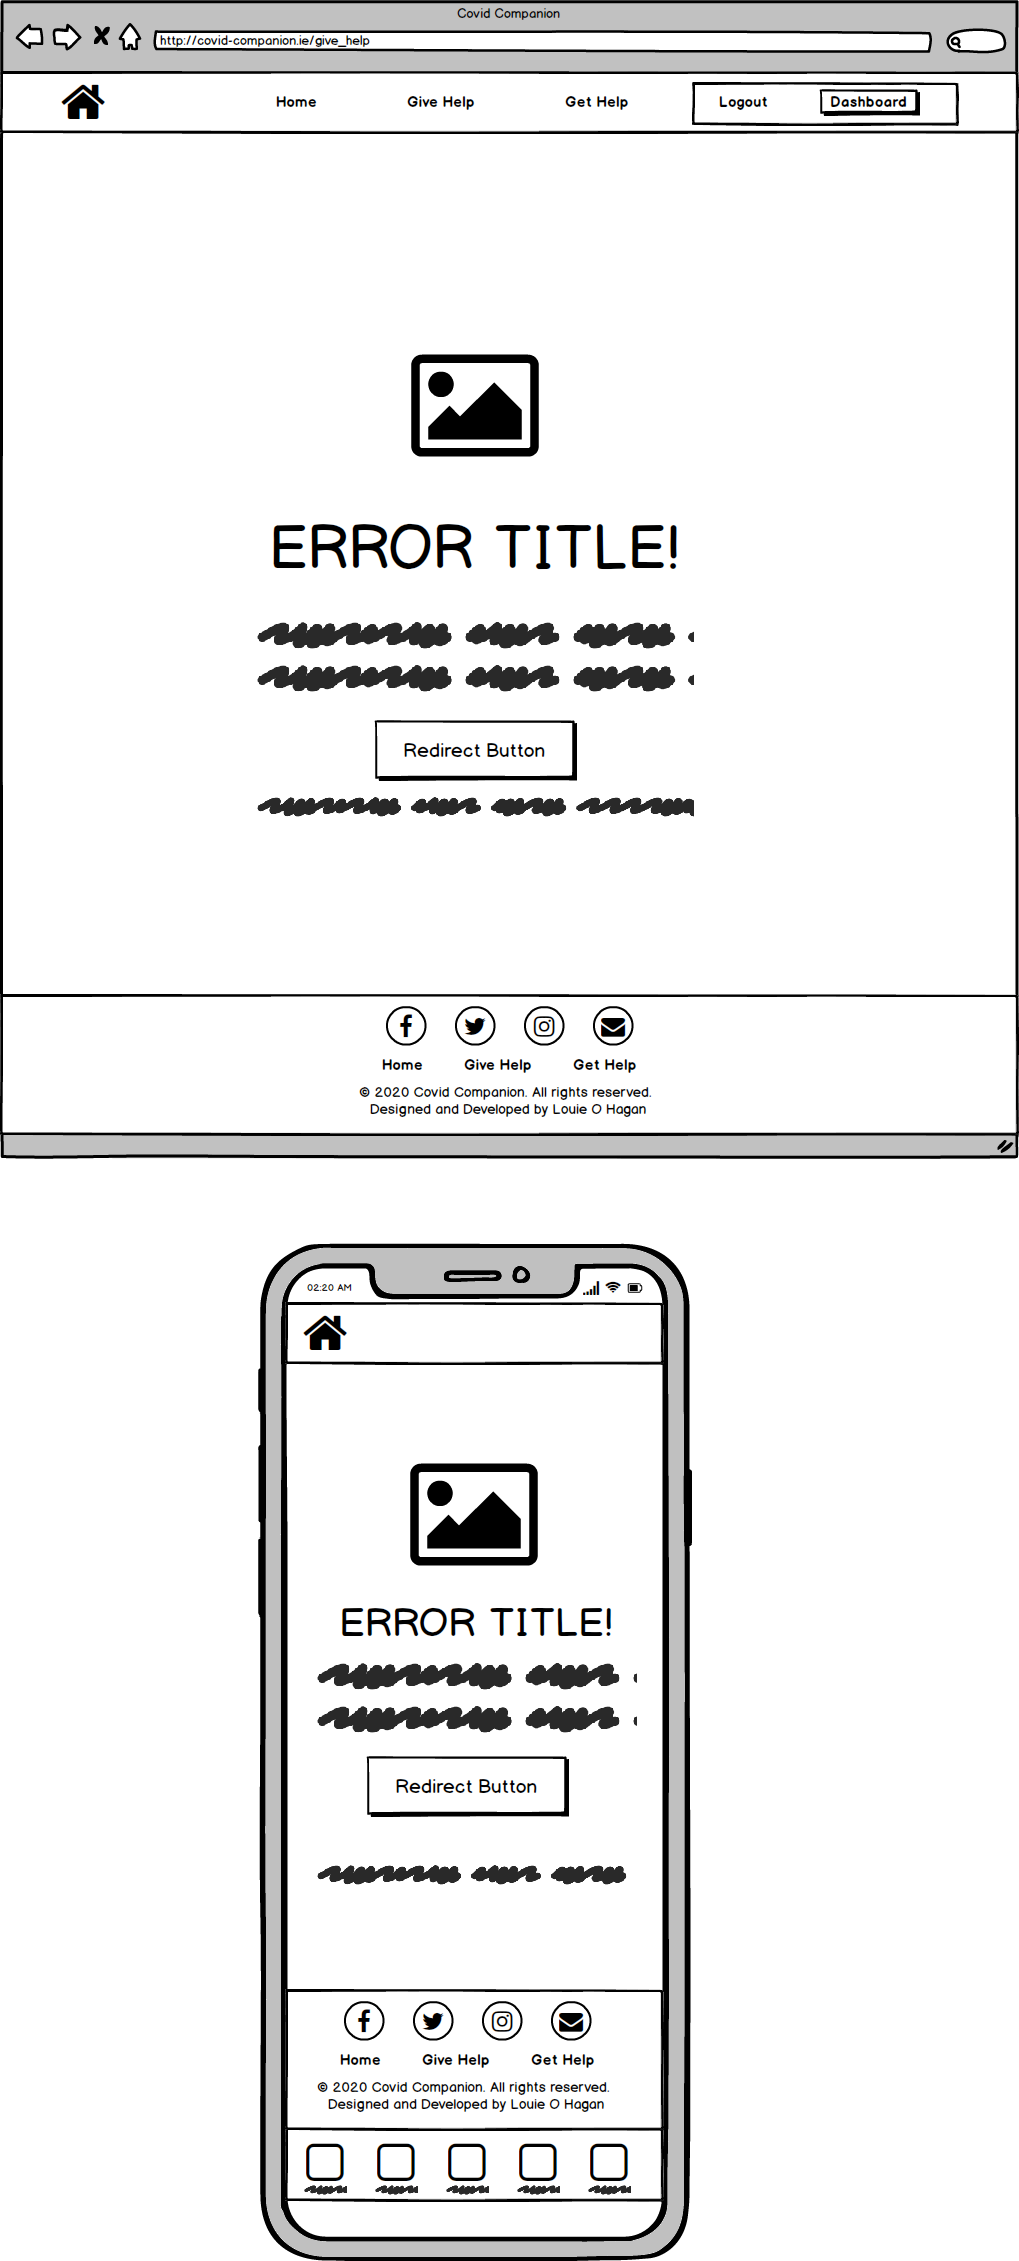 Covid Companion
http://covid-companion.ie/give_help
Home Give Help Get Help Logout Dashboard
ERROR TITLE!
Redirect Button
Home Give Help Get Help
© 2020 Covid Companion. All rights reserved.
Designed and Developed by Louie O Hagan
02:20 AM
ERROR TITLE!
Redirect Button
Home Give Help Get Help
© 2020 Covid Companion. All rights reserved.
Designed and Developed by Louie O Hagan